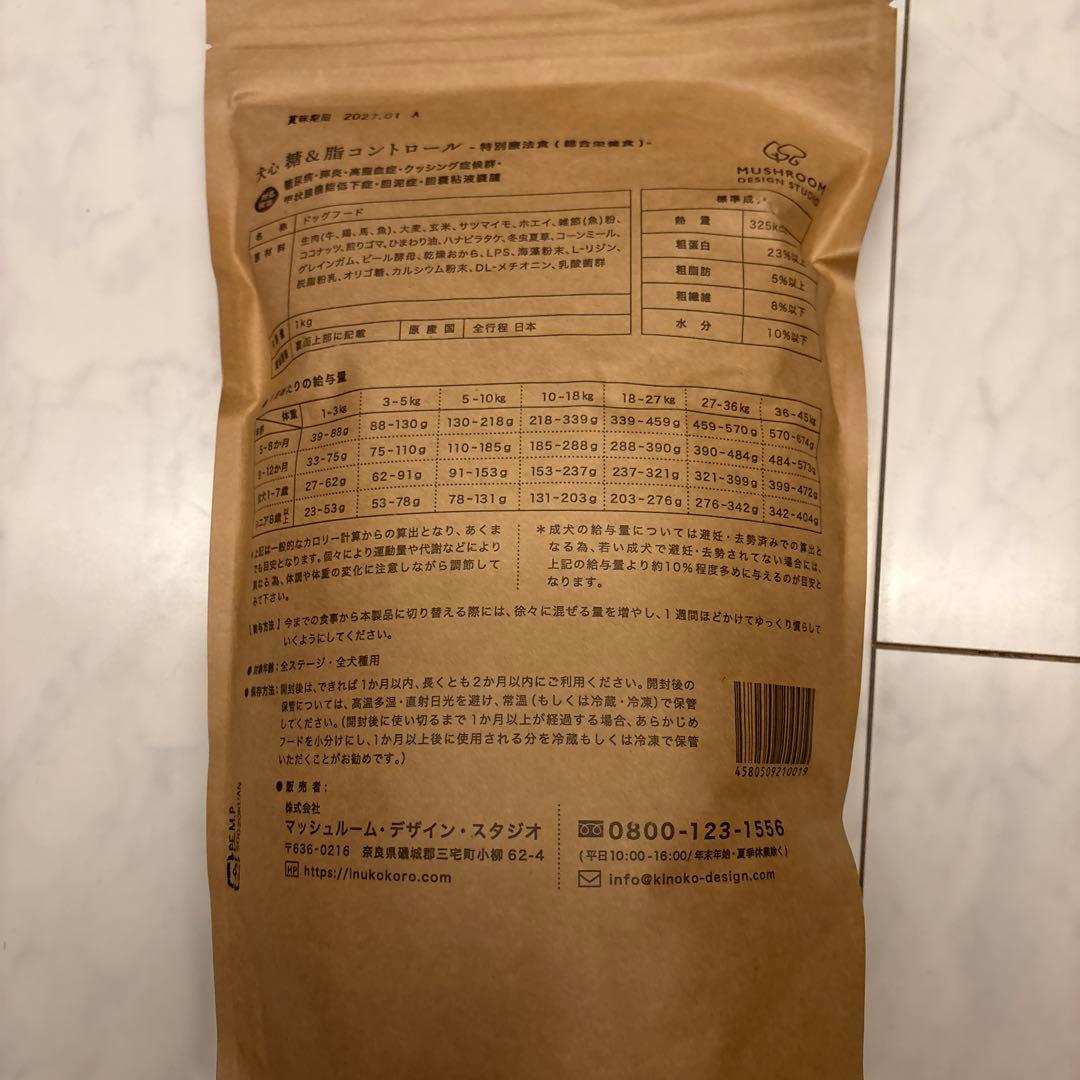 賞味期限 2027.01 A
犬心 糖&脂コントロール -特別療法食(総合栄養食)-
糖尿病・膵炎・高脂血症・クッシング症候群・
甲状腺機能低下症・胆泥症・胆嚢粘液嚢腫
MUSHROOM
DESIGN STUDIO
名 称 ドッグフード
原材料 生肉(牛、鶏、馬、魚)、大麦、玄米、サツマイモ、ホエイ、雑節(魚)粉、
ココナッツ、煎りゴマ、ひまわり油、ハナビラタケ、冬虫夏草、コーンミール、
グレインガム、ビール酵母、乾燥おから、LPS、海藻粉末、L-リジン、
脱脂粉乳、オリゴ糖、カルシウム粉末、DL-メチオニン、乳酸菌群
1kg
裏面上部に記載 原産国 全行程 日本
標準成
熱量 325kc
粗蛋白 23%以上
粗脂肪 5%以上
粗繊維 8%以下
水分 10%以下
たりの給与量
体重 1-3kg 3-5kg 5-10kg 10-18kg 18-27kg 27-36kg 36-45kg
5-8か月 39-88g 88-130g 130-218g 218-339g 339-459g 459-570g 570-674g
9-12か月 33-75g 75-110g 110-185g 185-288g 288-390g 390-484g 484-573g
成犬1-7歳 27-62g 62-91g 91-153g 153-237g 237-321g 321-399g 399-472g
シニア8歳以上 23-53g 53-78g 78-131g 131-203g 203-276g 276-342g 342-404g
*上記は一般的なカロリー計算からの算出となり、あくま
でも目安となります。個々により運動量や代謝などにより
異なる為、体調や体重の変化に注意しながら調節して
みて下さい。
*成犬の給与量については避妊・去勢済みでの算出と
なる為、若い成犬で避妊・去勢されてない場合には、
上記の給与量より約10%程度多めに与えるのが目安と
なります。
【給与方法】今までの食事から本製品に切り替える際には、徐々に混ぜる量を増やし、1週間ほどかけてゆっくり慣らして
いくようにしてください。
●対象年齢:全ステージ・全犬種用
●保存方法:開封後は、できれば1か月以内、長くとも2か月以内にご利用ください。開封後の
保管については、高温多湿・直射日光を避け、常温(もしくは冷蔵・冷凍)で保管
してください。(開封後に使い切るまで1か月以上が経過する場合、あらかじめ
フードを小分けにし、1か月以上後に使用される分を冷蔵もしくは冷凍で保管
いただくことがお勧めです。)
4580509210019
●販売者:
株式会社
マッシュルーム・デザイン・スタジオ
〒636-0216 奈良県磯城郡三宅町小柳 62-4
HP https://inukokoro.com
0800-123-1556
(平日10:00-16:00/年末年始・夏季休業除く)
info@kinoko-design.com
P.E.M.P